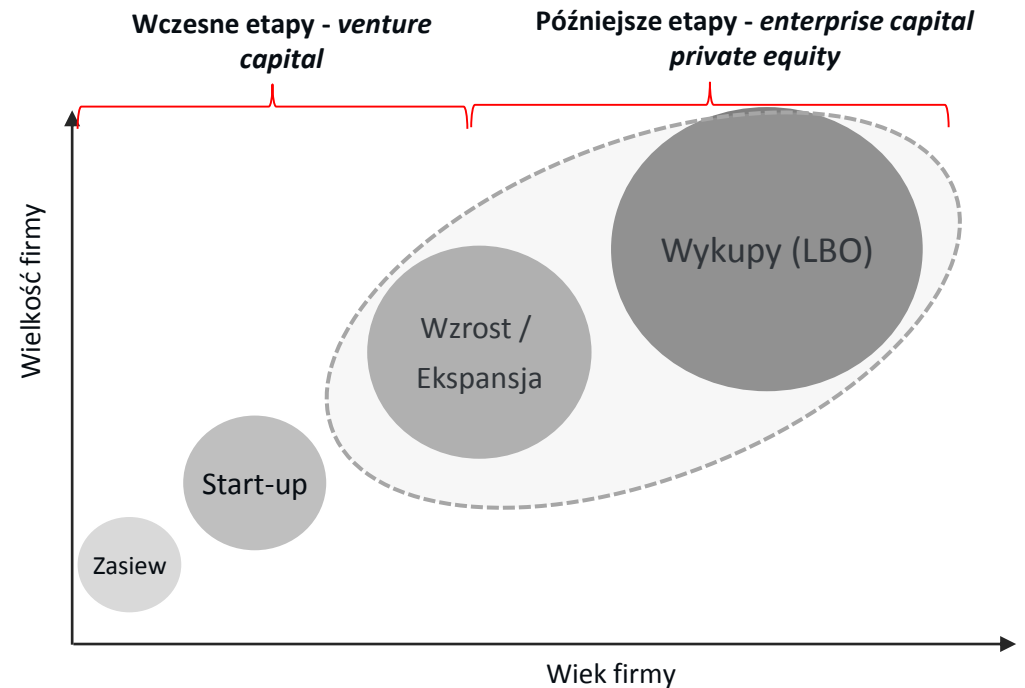 Wczesne etapy - venture
capital
Późniejsze etapy - enterprise capital
private equity
Wielkość firmy
Wykupy (LBO)
Wzrost /
Ekspansja
Start-up
Zasiew
Wiek firmy